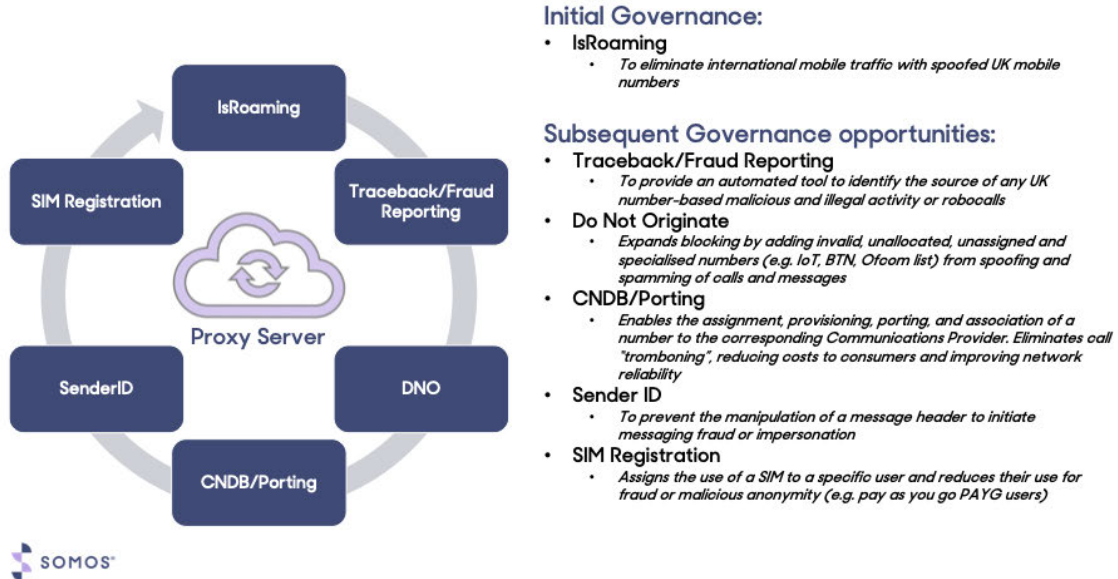 IsRoaming
Traceback/Fraud
Reporting
DNO
CNDB/Porting
SenderID
SIM Registration
Proxy Server
SOMOS
Initial Governance:
• IsRoaming
• To eliminate international mobile traffic with spoofed UK mobile
numbers
Subsequent Governance opportunities:
• Traceback/Fraud Reporting
• To provide an automated tool to identify the source of any UK
number-based malicious and illegal activity or robocalls
• Do Not Originate
• Expands blocking by adding invalid, unallocated, unassigned and
specialised numbers (e.g. IoT, BTN, Ofcom list) from spoofing and
spamming of calls and messages
• CNDB/Porting
• Enables the assignment, provisioning, porting, and association of a
number to the corresponding Communications Provider. Eliminates call
"tromboning", reducing costs to consumers and improving network
reliability
• Sender ID
• To prevent the manipulation of a message header to initiate
messaging fraud or impersonation
• SIM Registration
• Assigns the use of a SIM to a specific user and reduces their use for
fraud or malicious anonymity (e.g. pay as you go PAYG users)